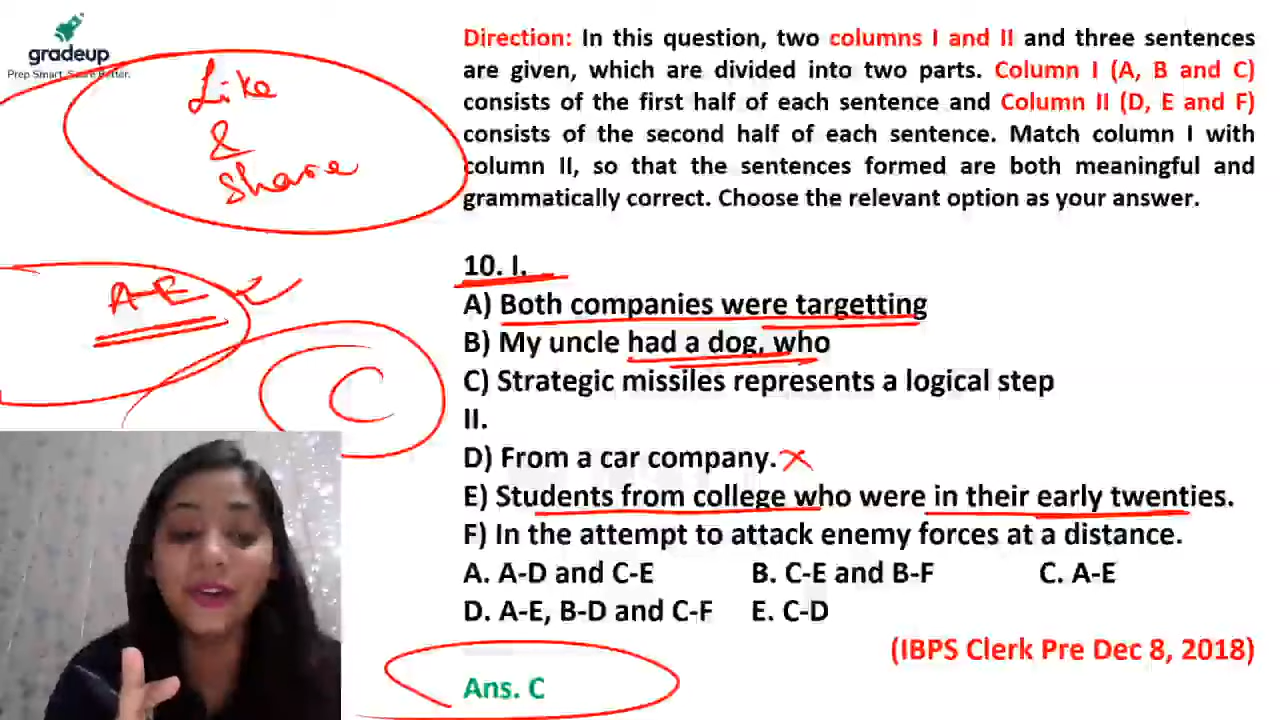 gradeup
Prep Smart. Score Better.
Like
&
Share
A-E
C
Direction: In this question, two columns I and II and three sentences
are given, which are divided into two parts. Column I (A, B and C)
consists of the first half of each sentence and Column II (D, E and F)
consists of the second half of each sentence. Match column I with
column II, so that the sentences formed are both meaningful and
grammatically correct. Choose the relevant option as your answer.
10. I.
A) Both companies were targetting
B) My uncle had a dog, who
C) Strategic missiles represents a logical step
II.
D) From a car company.
E) Students from college who were in their early twenties.
F) In the attempt to attack enemy forces at a distance.
A. A-D and C-E B. C-E and B-F C. A-E
D. A-E, B-D and C-F E. C-D
(IBPS Clerk Pre Dec 8, 2018)
Ans. C